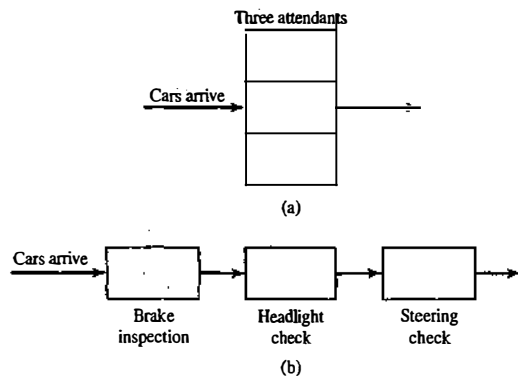 Three attendants
Cars arrive
(a)
Cars arrive
Brake
inspection
Headlight
check
Steering
check
(b)